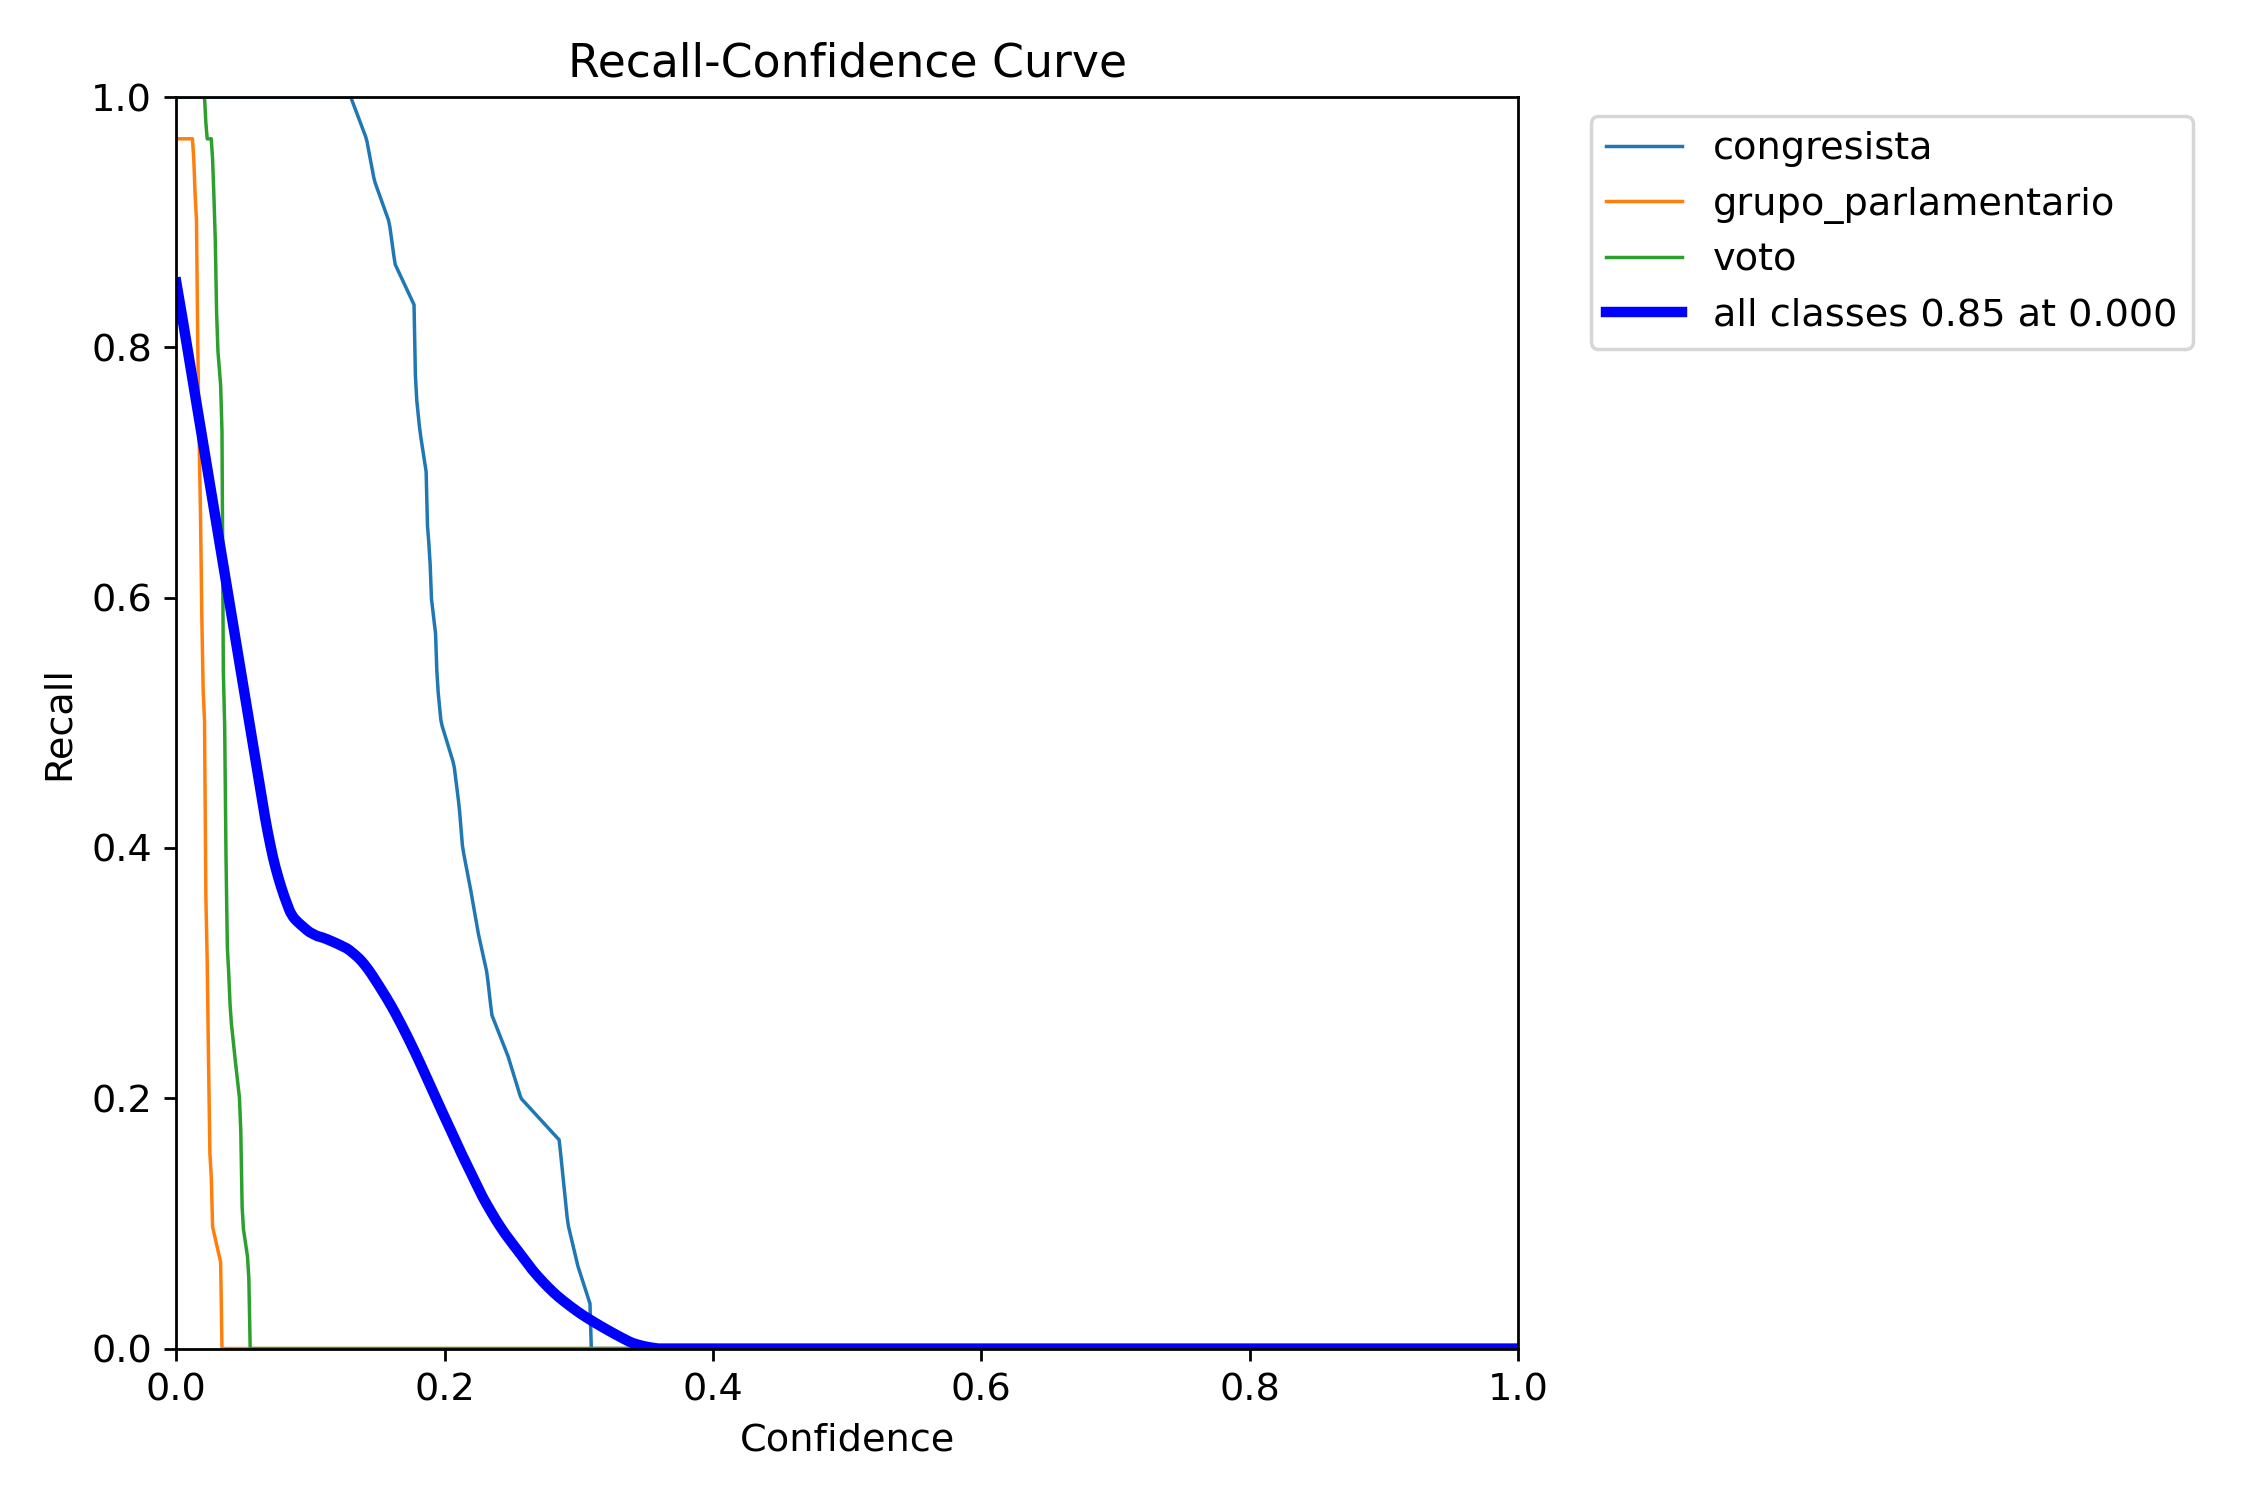 Recall-Confidence Curve
1.0
0.8
0.6
0.4
0.2
0.0
Recall
0.0 0.2 0.4 0.6 0.8 1.0
Confidence
congresista
grupo_parlamentario
voto
all classes 0.85 at 0.000